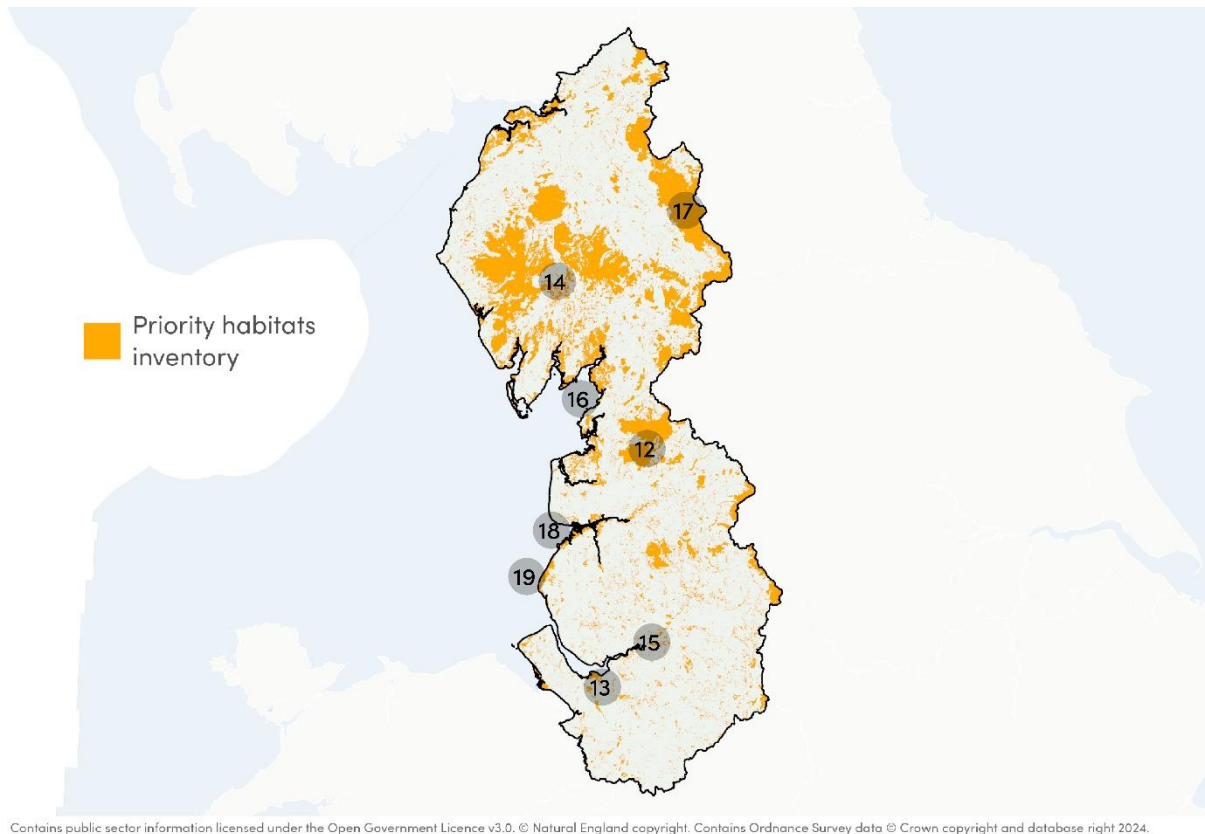 17
14
Priority habitats
inventory
16
12
18
19
15
13
Contains public sector information licensed under the Open Government Licence v3.0. © Natural England copyright. Contains Ordnance Survey data © Crown copyright and database right 2024.